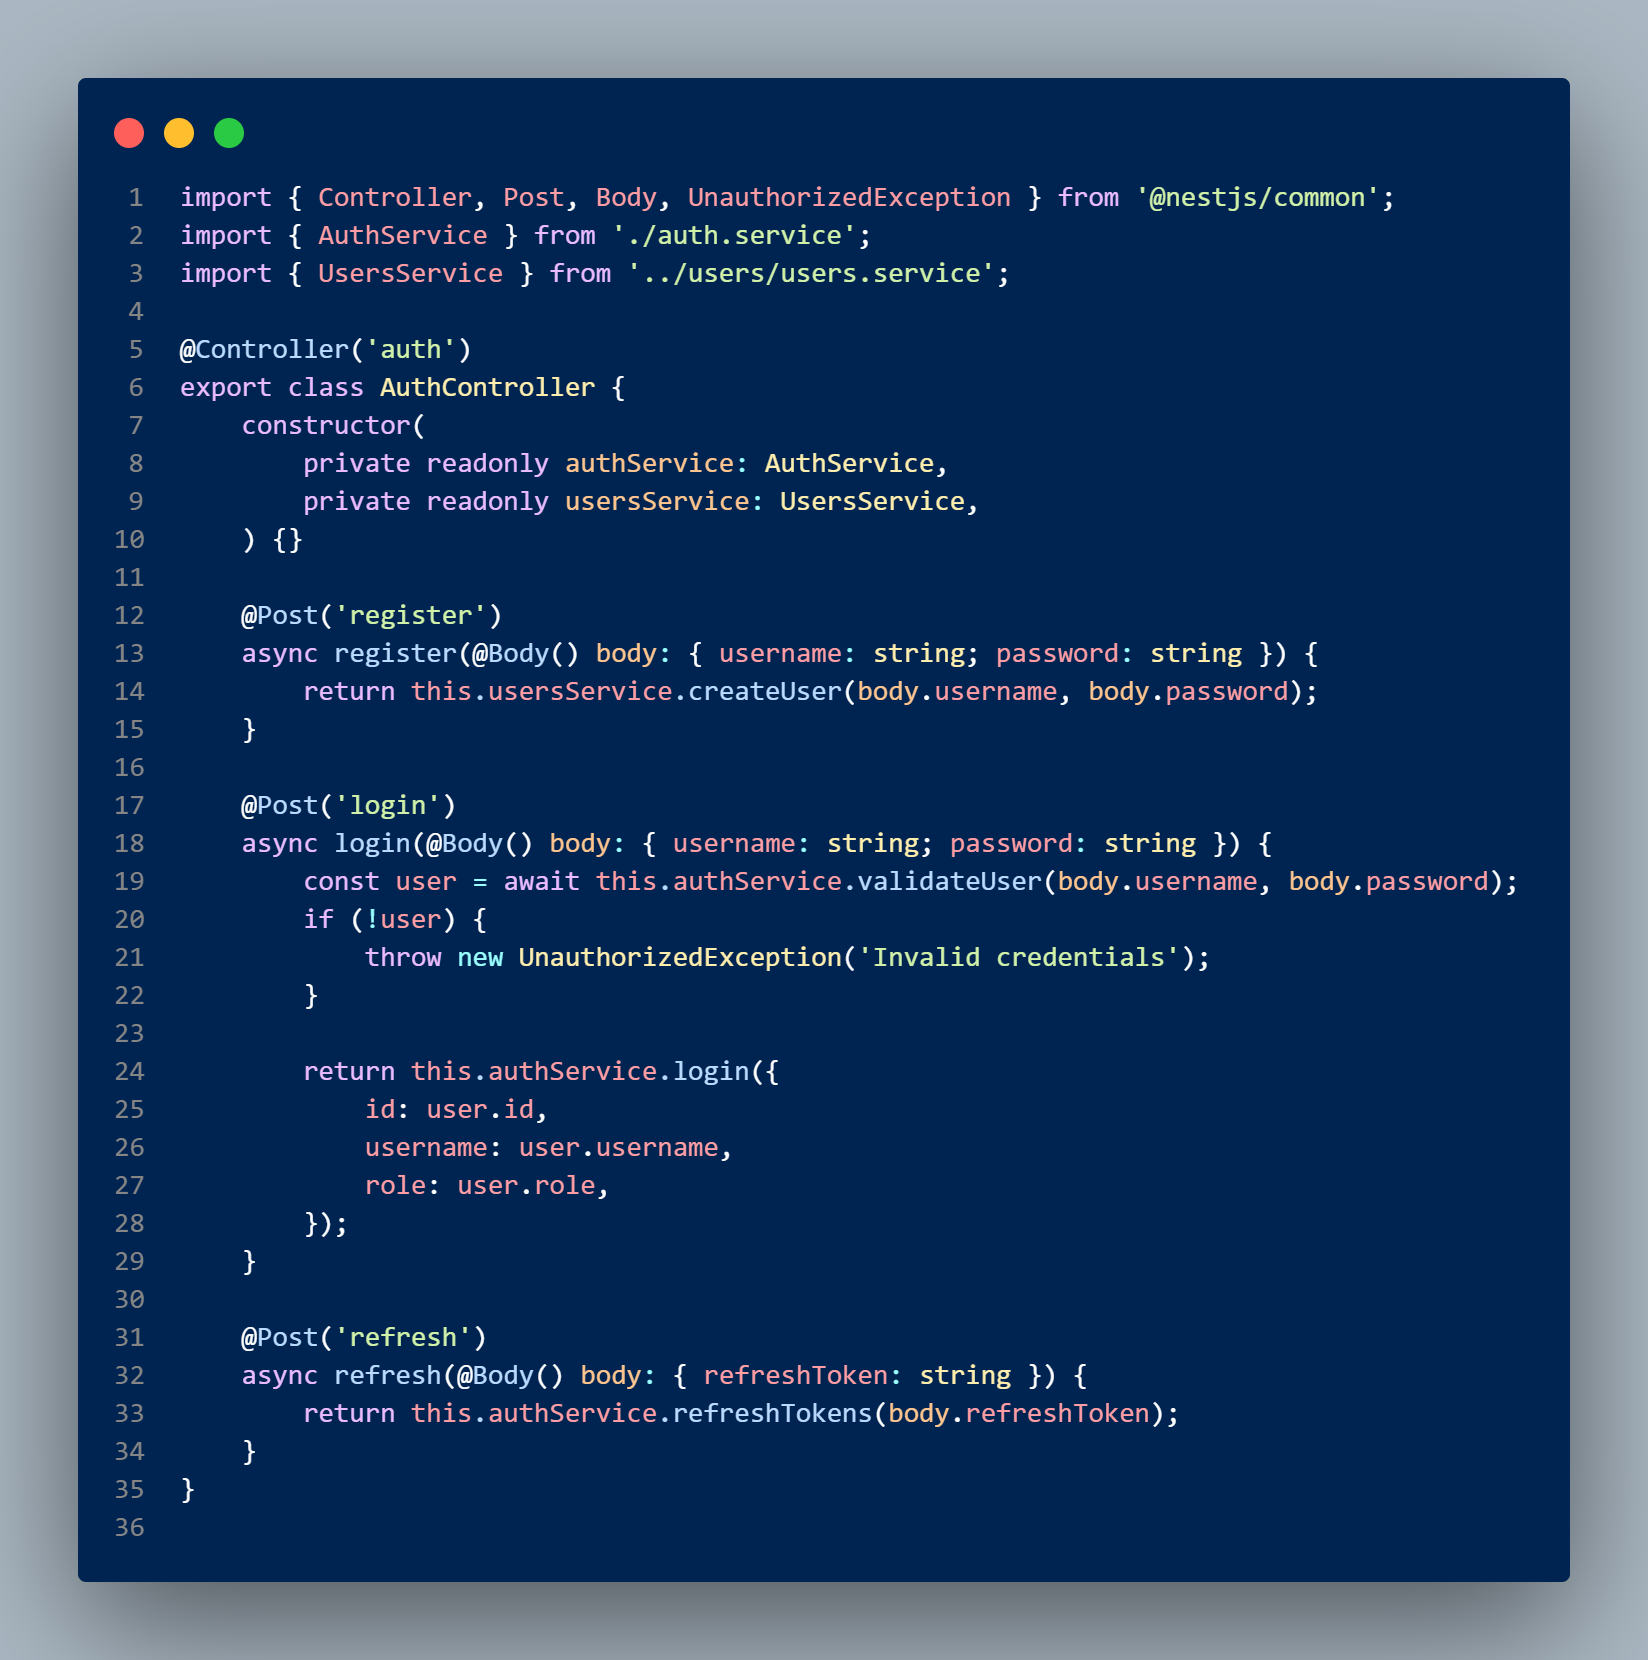 1 import { Controller, Post, Body, UnauthorizedException } from '@nestjs/common';
2 import { AuthService } from './auth.service';
3 import { UsersService } from '../users/users.service';
4
5 @Controller('auth')
6 export class AuthController {
7     constructor(
8         private readonly authService: AuthService,
9         private readonly usersService: UsersService,
10     ) {}
11
12     @Post('register')
13     async register(@Body() body: { username: string; password: string }) {
14         return this.usersService.createUser(body.username, body.password);
15     }
16
17     @Post('login')
18     async login(@Body() body: { username: string; password: string }) {
19         const user = await this.authService.validateUser(body.username, body.password);
20         if (!user) {
21             throw new UnauthorizedException('Invalid credentials');
22         }
23
24         return this.authService.login({
25             id: user.id,
26             username: user.username,
27             role: user.role,
28         });
29     }
30
31     @Post('refresh')
32     async refresh(@Body() body: { refreshToken: string }) {
33         return this.authService.refreshTokens(body.refreshToken);
34     }
35 }
36